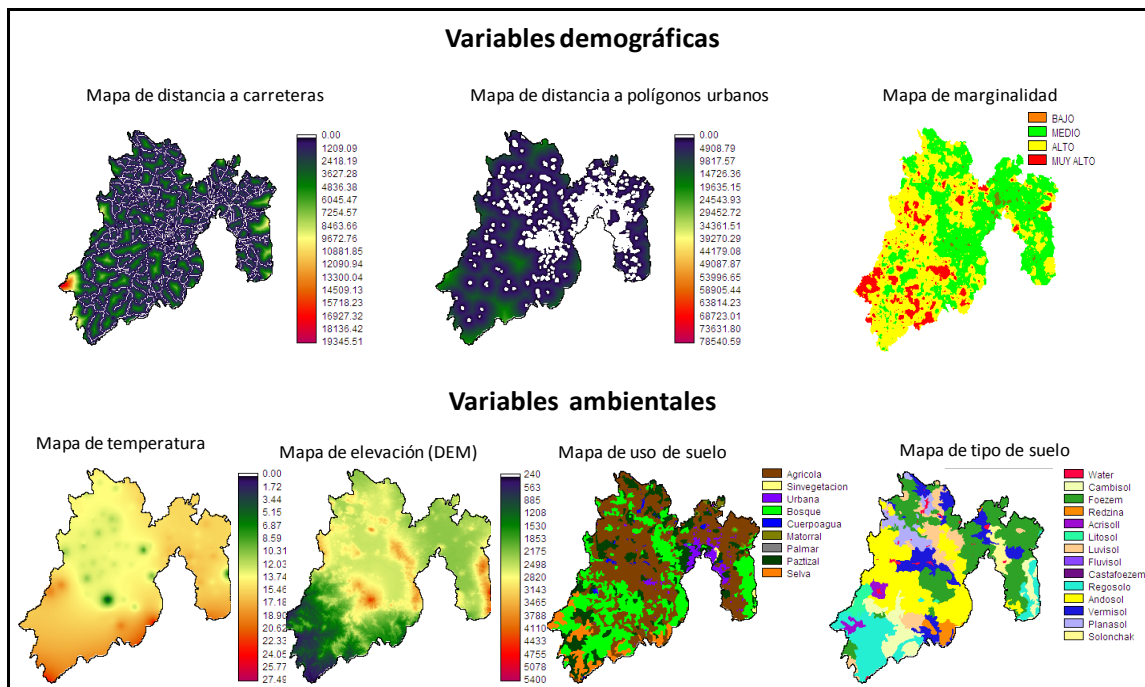 Variables demográficas
Mapa de distancia a carreteras
0.00
1209.09
2418.19
3627.28
4836.38
6045.47
7254.57
8463.66
9672.76
10881.85
12090.94
13300.04
14509.13
15718.23
16927.32
18136.42
19345.51
Mapa de distancia a polígonos urbanos
0.00
4908.79
9817.57
14726.36
19635.15
24543.93
29452.72
34361.51
39270.29
44179.08
49087.87
53996.65
58905.44
63814.23
68723.01
73631.80
78540.59
Mapa de marginalidad
BAJO
MEDIO
ALTO
MUY ALTO
Variables ambientales
Mapa de temperatura
0.00
1.72
3.44
5.15
6.87
8.59
10.31
12.03
13.74
15.46
17.18
18.90
20.62
22.33
24.05
25.77
27.49
Mapa de elevación (DEM)
240
563
885
1208
1530
1853
2175
2498
2820
3143
3465
3788
4110
4433
4755
5078
5400
Mapa de uso de suelo
Agricola
Sinvegetacion
Urbana
Bosque
Cuerpoagua
Matorral
Palmar
Paztizal
Selva
Mapa de tipo de suelo
Water
Cambisol
Foezem
Redzina
Acrisol
Litosol
Luvisol
Fluvisol
Castafoezem
Regosolo
Andosol
Vermisol
Planasol
Solonchak